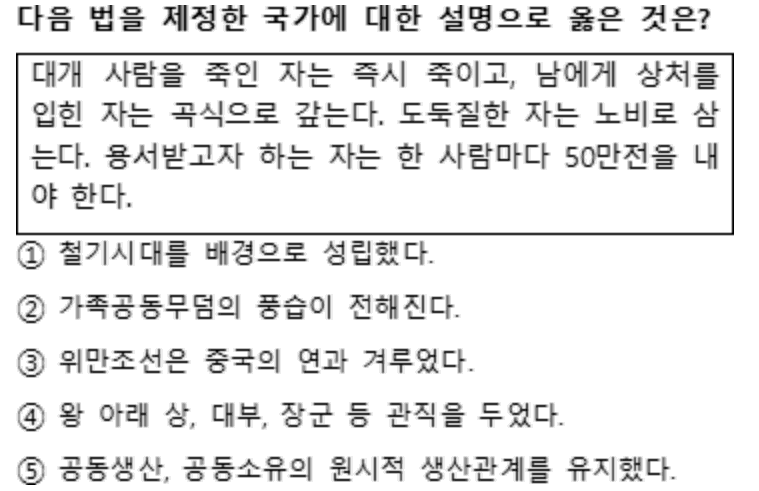 다음 법을 제정한 국가에 대한 설명으로 옳은 것은?
대개 사람을 죽인 자는 즉시 죽이고, 남에게 상처를
입힌 자는 곡식으로 갚는다. 도둑질한 자는 노비로 삼
는다. 용서받고자 하는 자는 한 사람마다 50만전을 내
야 한다.
① 철기시대를 배경으로 성립했다.
② 가족공동무덤의 풍습이 전해진다.
③ 위만조선은 중국의 연과 겨루었다.
④ 왕 아래 상, 대부, 장군 등 관직을 두었다.
⑤ 공동생산, 공동소유의 원시적 생산관계를 유지했다.